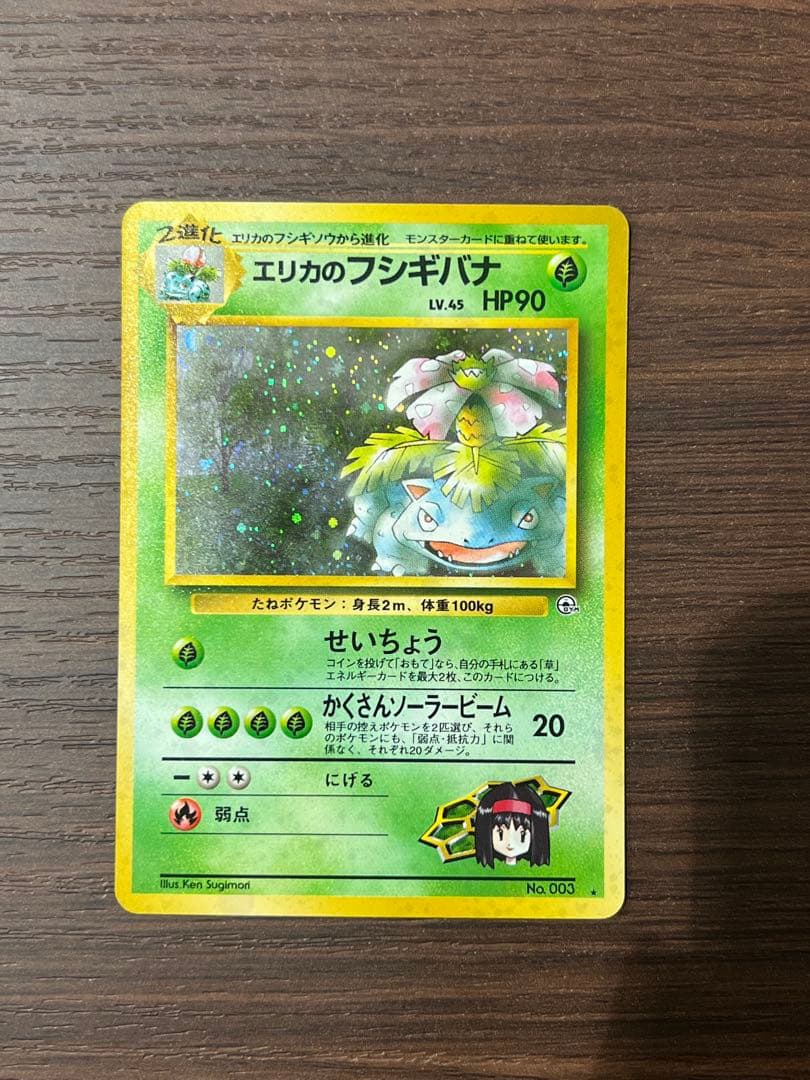 2進化 エリカのフシギソウから進化 モンスターカードに重ねて使います。
エリカのフシギバナ
LV.45 HP90
たねポケモン：身長2m、体重100kg
GYM
せいちょう
コインを投げて「おもて」なら、自分の手札にある「草」
エネルギーカードを最大2枚、このカードにつける。
かくさんソーラービーム 20
相手の控えポケモンを2匹選び、それら
のポケモンにも、「弱点・抵抗力」に関
係なく、それぞれ20ダメージ。
にげる
弱点
Illus. Ken Sugimori No. 003 ★